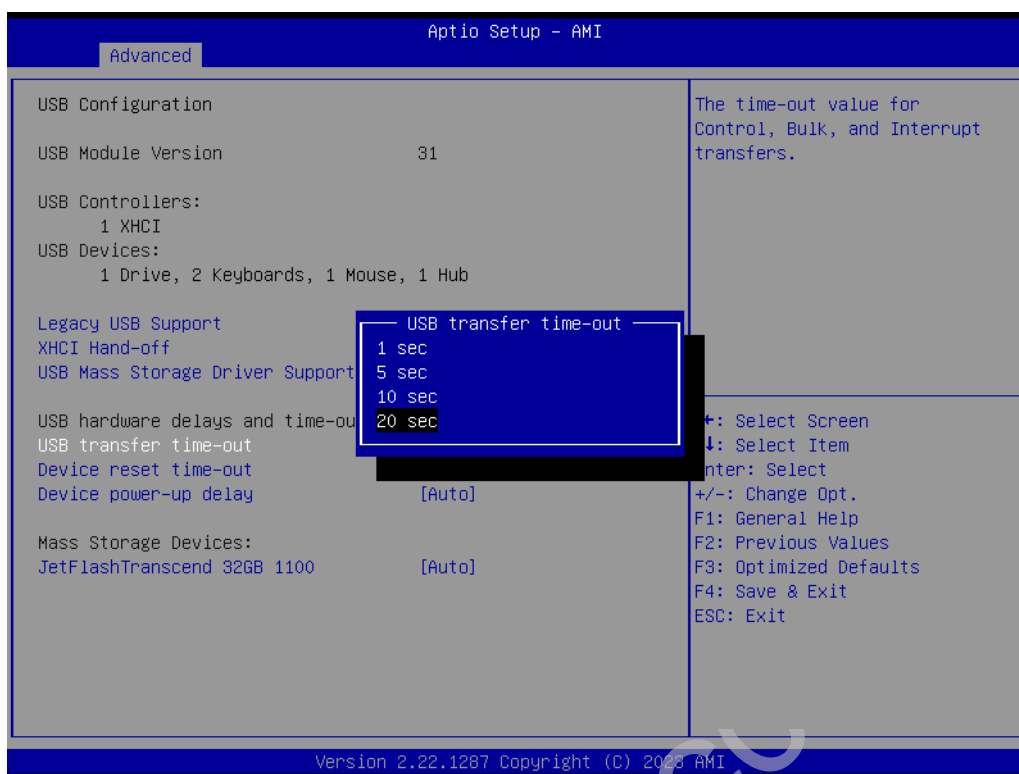 Aptio Setup – AMI
Advanced
USB Configuration
USB Module Version 31
USB Controllers:
1 XHCI
USB Devices:
1 Drive, 2 Keyboards, 1 Mouse, 1 Hub
Legacy USB Support
XHCI Hand-off
USB Mass Storage Driver Support
USB hardware delays and time-ou
USB transfer time-out
Device reset time-out
Device power-up delay [Auto]
Mass Storage Devices:
JetFlashTranscend 32GB 1100 [Auto]
USB transfer time-out
1 sec
5 sec
10 sec
20 sec
The time-out value for
Control, Bulk, and Interrupt
transfers.
: Select Screen
: Select Item
nter: Select
+/-: Change Opt.
F1: General Help
F2: Previous Values
F3: Optimized Defaults
F4: Save & Exit
ESC: Exit
Version 2.22.1287 Copyright (C) 2023 AMI